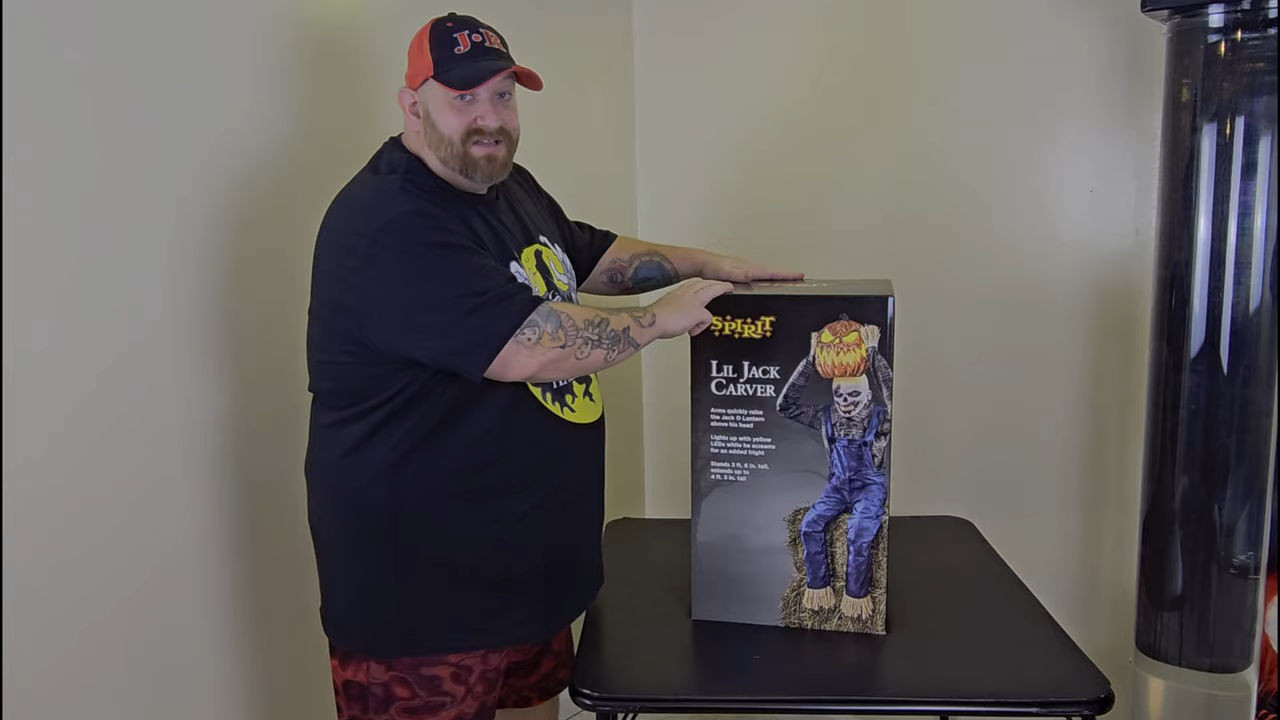 J•R
SPIRIT
LIL JACK
CARVER
Arms quickly raise
the Jack O Lantern
above his head
Lights up with yellow
LEDs while he screams
for an added fright
Stands 3 ft. 6 in. tall,
extends up to
4 ft. 3 in. tall